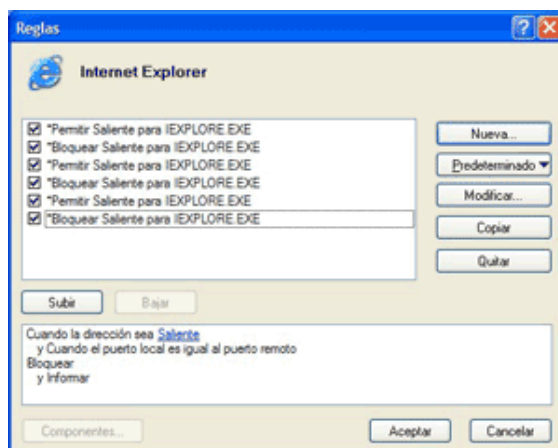 Reglas
Internet Explorer
"Permitir Saliente para IEXPLORE.EXE
"Bloquear Saliente para IEXPLORE.EXE
"Permitir Saliente para IEXPLORE.EXE
"Bloquear Saliente para IEXPLORE.EXE
"Permitir Saliente para IEXPLORE.EXE
"Bloquear Saliente para IEXPLORE.EXE
Nueva...
Predeterminado
Modificar...
Copiar
Quitar
Subir
Bajar
Cuando la dirección sea Saliente
y Cuando el puerto local es igual al puerto remoto
Bloquear
y Informar
Componentes...
Aceptar
Cancelar